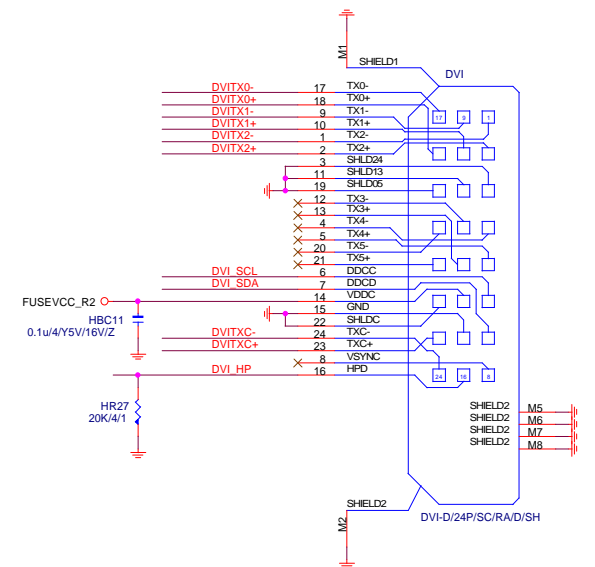 M1
SHIELD1
DVI
DVITX0- 17 TX0-
DVITX0+ 18 TX0+
DVITX1- 9 TX1-
DVITX1+ 10 TX1+
DVITX2- 1 TX2-
DVITX2+ 2 TX2+
17 9 1
3 SHLD24
11 SHLD13
19 SHLD05
12 TX3-
13 TX3+
4 TX4-
5 TX4+
20 TX5-
21 TX5+
DVI_SCL 6 DDCC
DVI_SDA 7 DDCD
FUSEVCC_R2 14 VDDC
15 GND
HBC11
0.1u/4/Y5V/16V/Z
22 SHLDC
DVITXC- 24 TXC-
DVITXC+ 23 TXC+
8 VSYNC
DVI_HP 16 HPD
24 16 8
HR27
20K/4/1
SHIELD2 M5
SHIELD2 M6
SHIELD2 M7
SHIELD2 M8
SHIELD2
M2
DVI-D/24P/SC/RA/D/SH